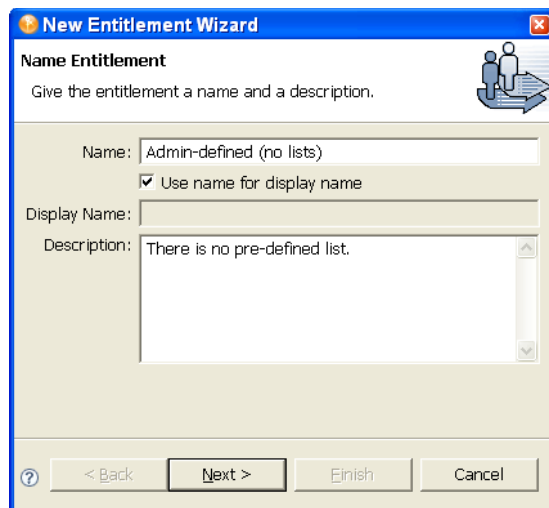 New Entitlement Wizard
Name Entitlement
Give the entitlement a name and a description.
Name: Admin-defined (no lists)
Use name for display name
Display Name:
Description: There is no pre-defined list.
? < Back Next > Finish Cancel